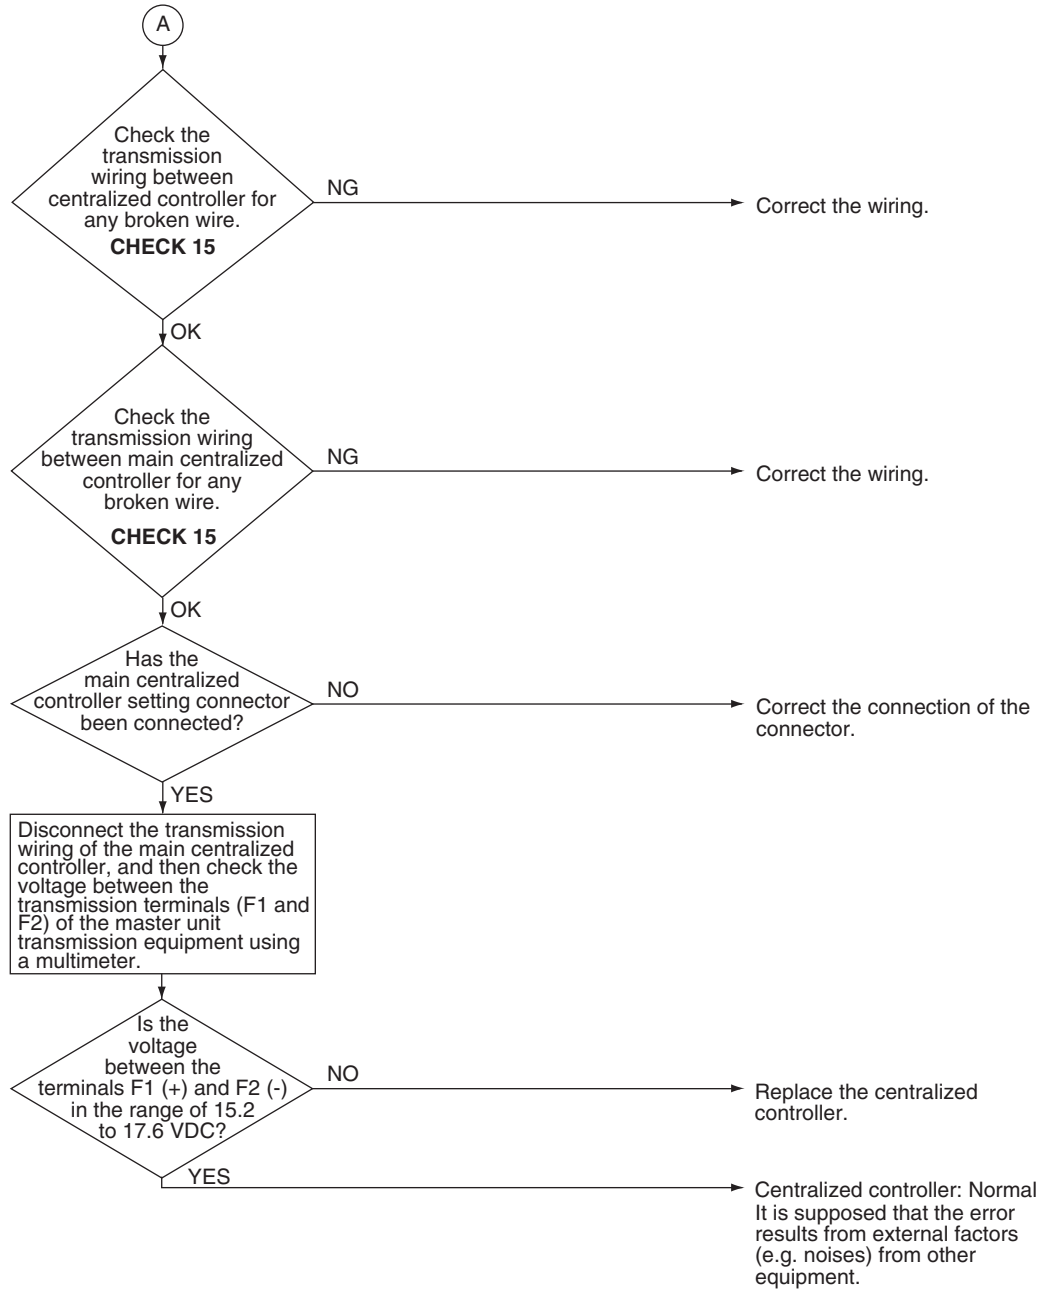 A
Check the
transmission
wiring between
centralized controller for
any broken wire.
CHECK 15
NG
Correct the wiring.
OK
Check the
transmission wiring
between main centralized
controller for any
broken wire.
CHECK 15
NG
Correct the wiring.
OK
Has the
main centralized
controller setting connector
been connected?
NO
Correct the connection of the
connector.
YES
Disconnect the transmission
wiring of the main centralized
controller, and then check the
voltage between the
transmission terminals (F1 and
F2) of the master unit
transmission equipment using
a multimeter.
Is the
voltage
between the
terminals F1 (+) and F2 (-)
in the range of 15.2
to 17.6 VDC?
NO
Replace the centralized
controller.
YES
Centralized controller: Normal
It is supposed that the error
results from external factors
(e.g. noises) from other
equipment.